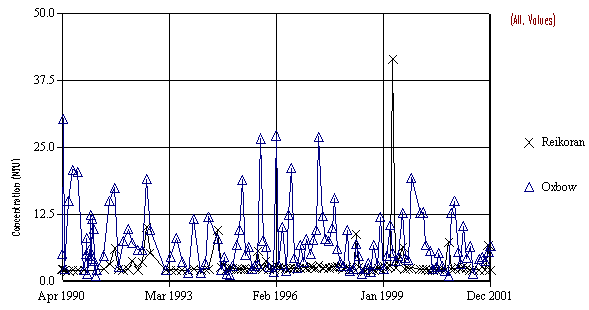 50.0
(All, Values)
37.5
25.0
12.5
0.0
Concentration (NTU)
Apr 1990
Mar 1993
Feb 1996
Jan 1999
Dec 2001
Reikoran
Oxbow